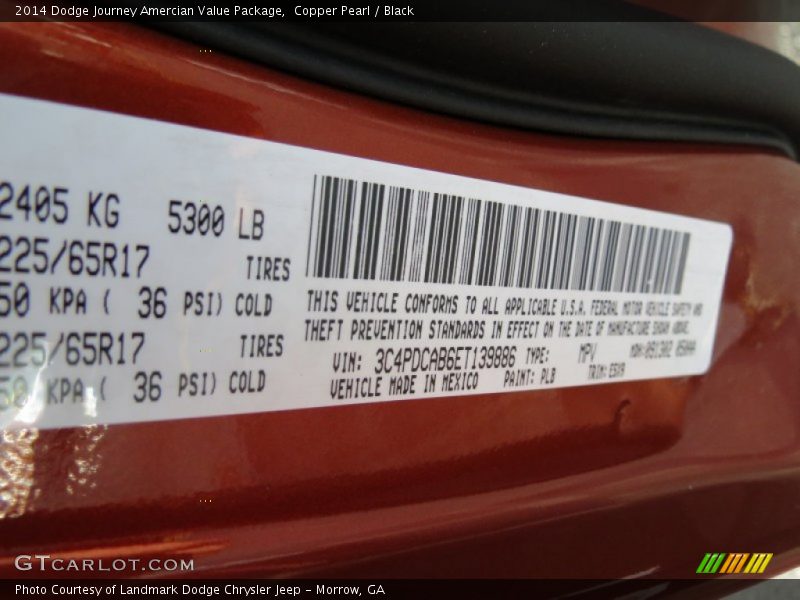 2014 Dodge Journey Amercian Value Package,  Copper Pearl / Black
2405 KG 5300 LB
225/65R17 TIRES
50 KPA ( 36 PSI) COLD
225/65R17 TIRES
50 KPA ( 36 PSI) COLD
THIS VEHICLE CONFORMS TO ALL APPLICABLE U.S.A. FEDERAL MOTOR VEHICLE SAFETY AND
THEFT PREVENTION STANDARDS IN EFFECT ON THE DATE OF MANUFACTURE SHOWN ABOVE.
VIN: 3C4PDCAB6ET139886 TYPE: MPV
VEHICLE MADE IN MEXICO PAINT: PLB TRIM:
GTCARLOT.COM
Photo Courtesy of Landmark Dodge Chrysler Jeep - Morrow, GA